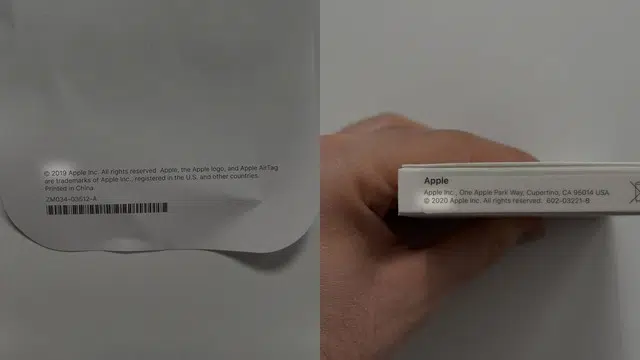 © 2019 Apple Inc. All rights reserved. Apple, the Apple logo, and Apple AirTag
are trademarks of Apple Inc., registered in the U.S. and other countries.
Printed in China.
ZM034-03612-A
Apple
Apple Inc., One Apple Park Way, Cupertino, CA 95014 USA
© 2020 Apple Inc. All rights reserved. 602-03221-B